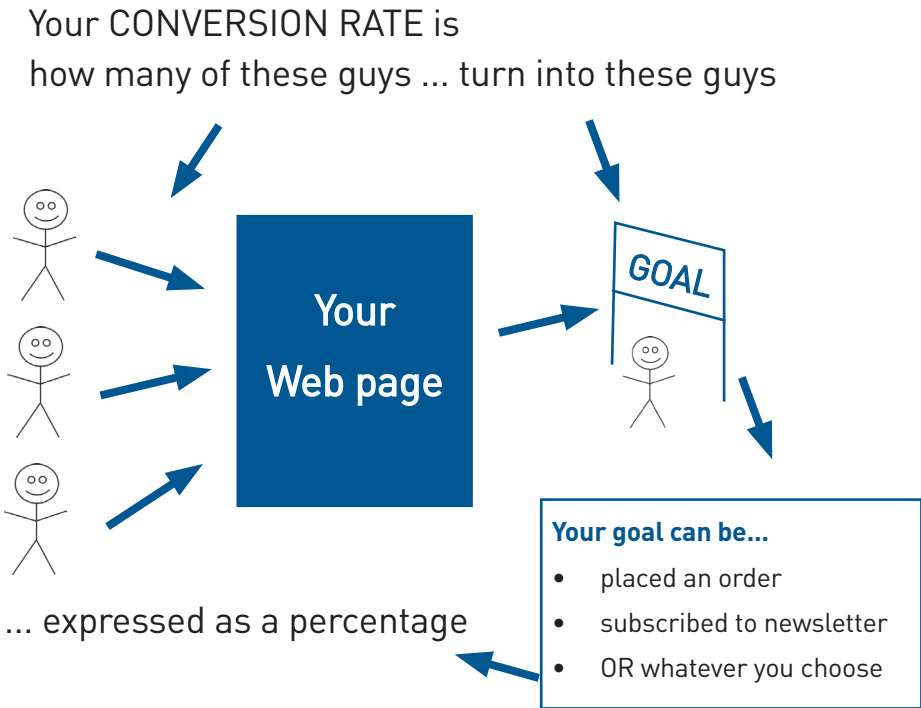 Your CONVERSION RATE is
how many of these guys ... turn into these guys
Your
Web page
GOAL
Your goal can be...
• placed an order
• subscribed to newsletter
• OR whatever you choose
... expressed as a percentage